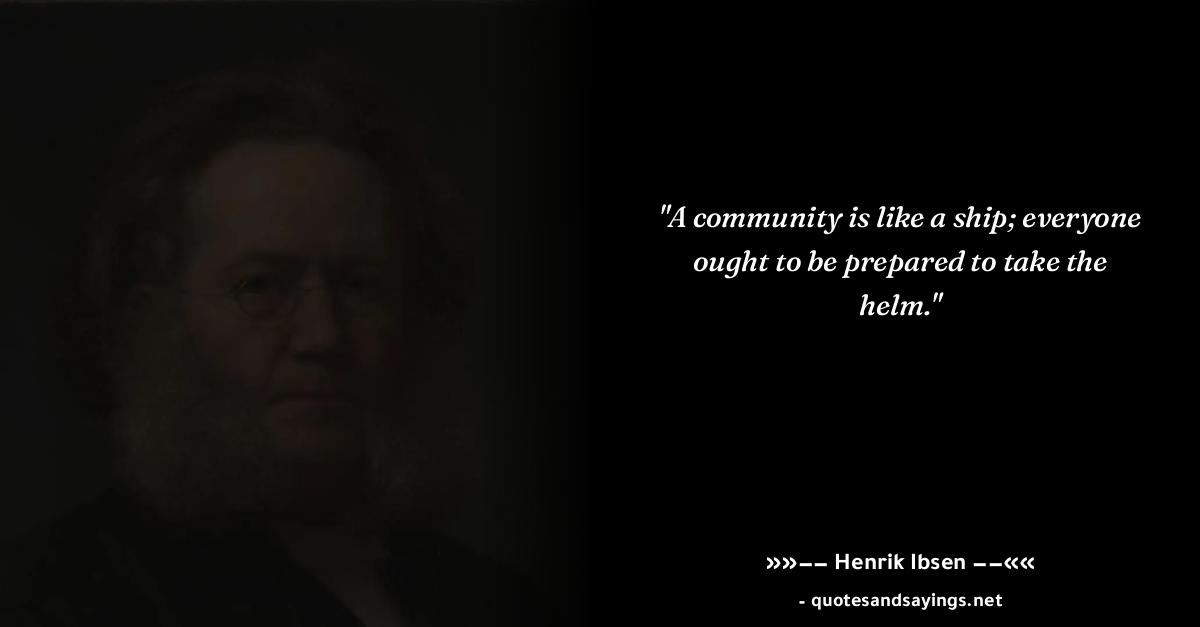 "A community is like a ship; everyone
ought to be prepared to take the
helm."
»»–– Henrik Ibsen ––««
- quotesandsayings.net